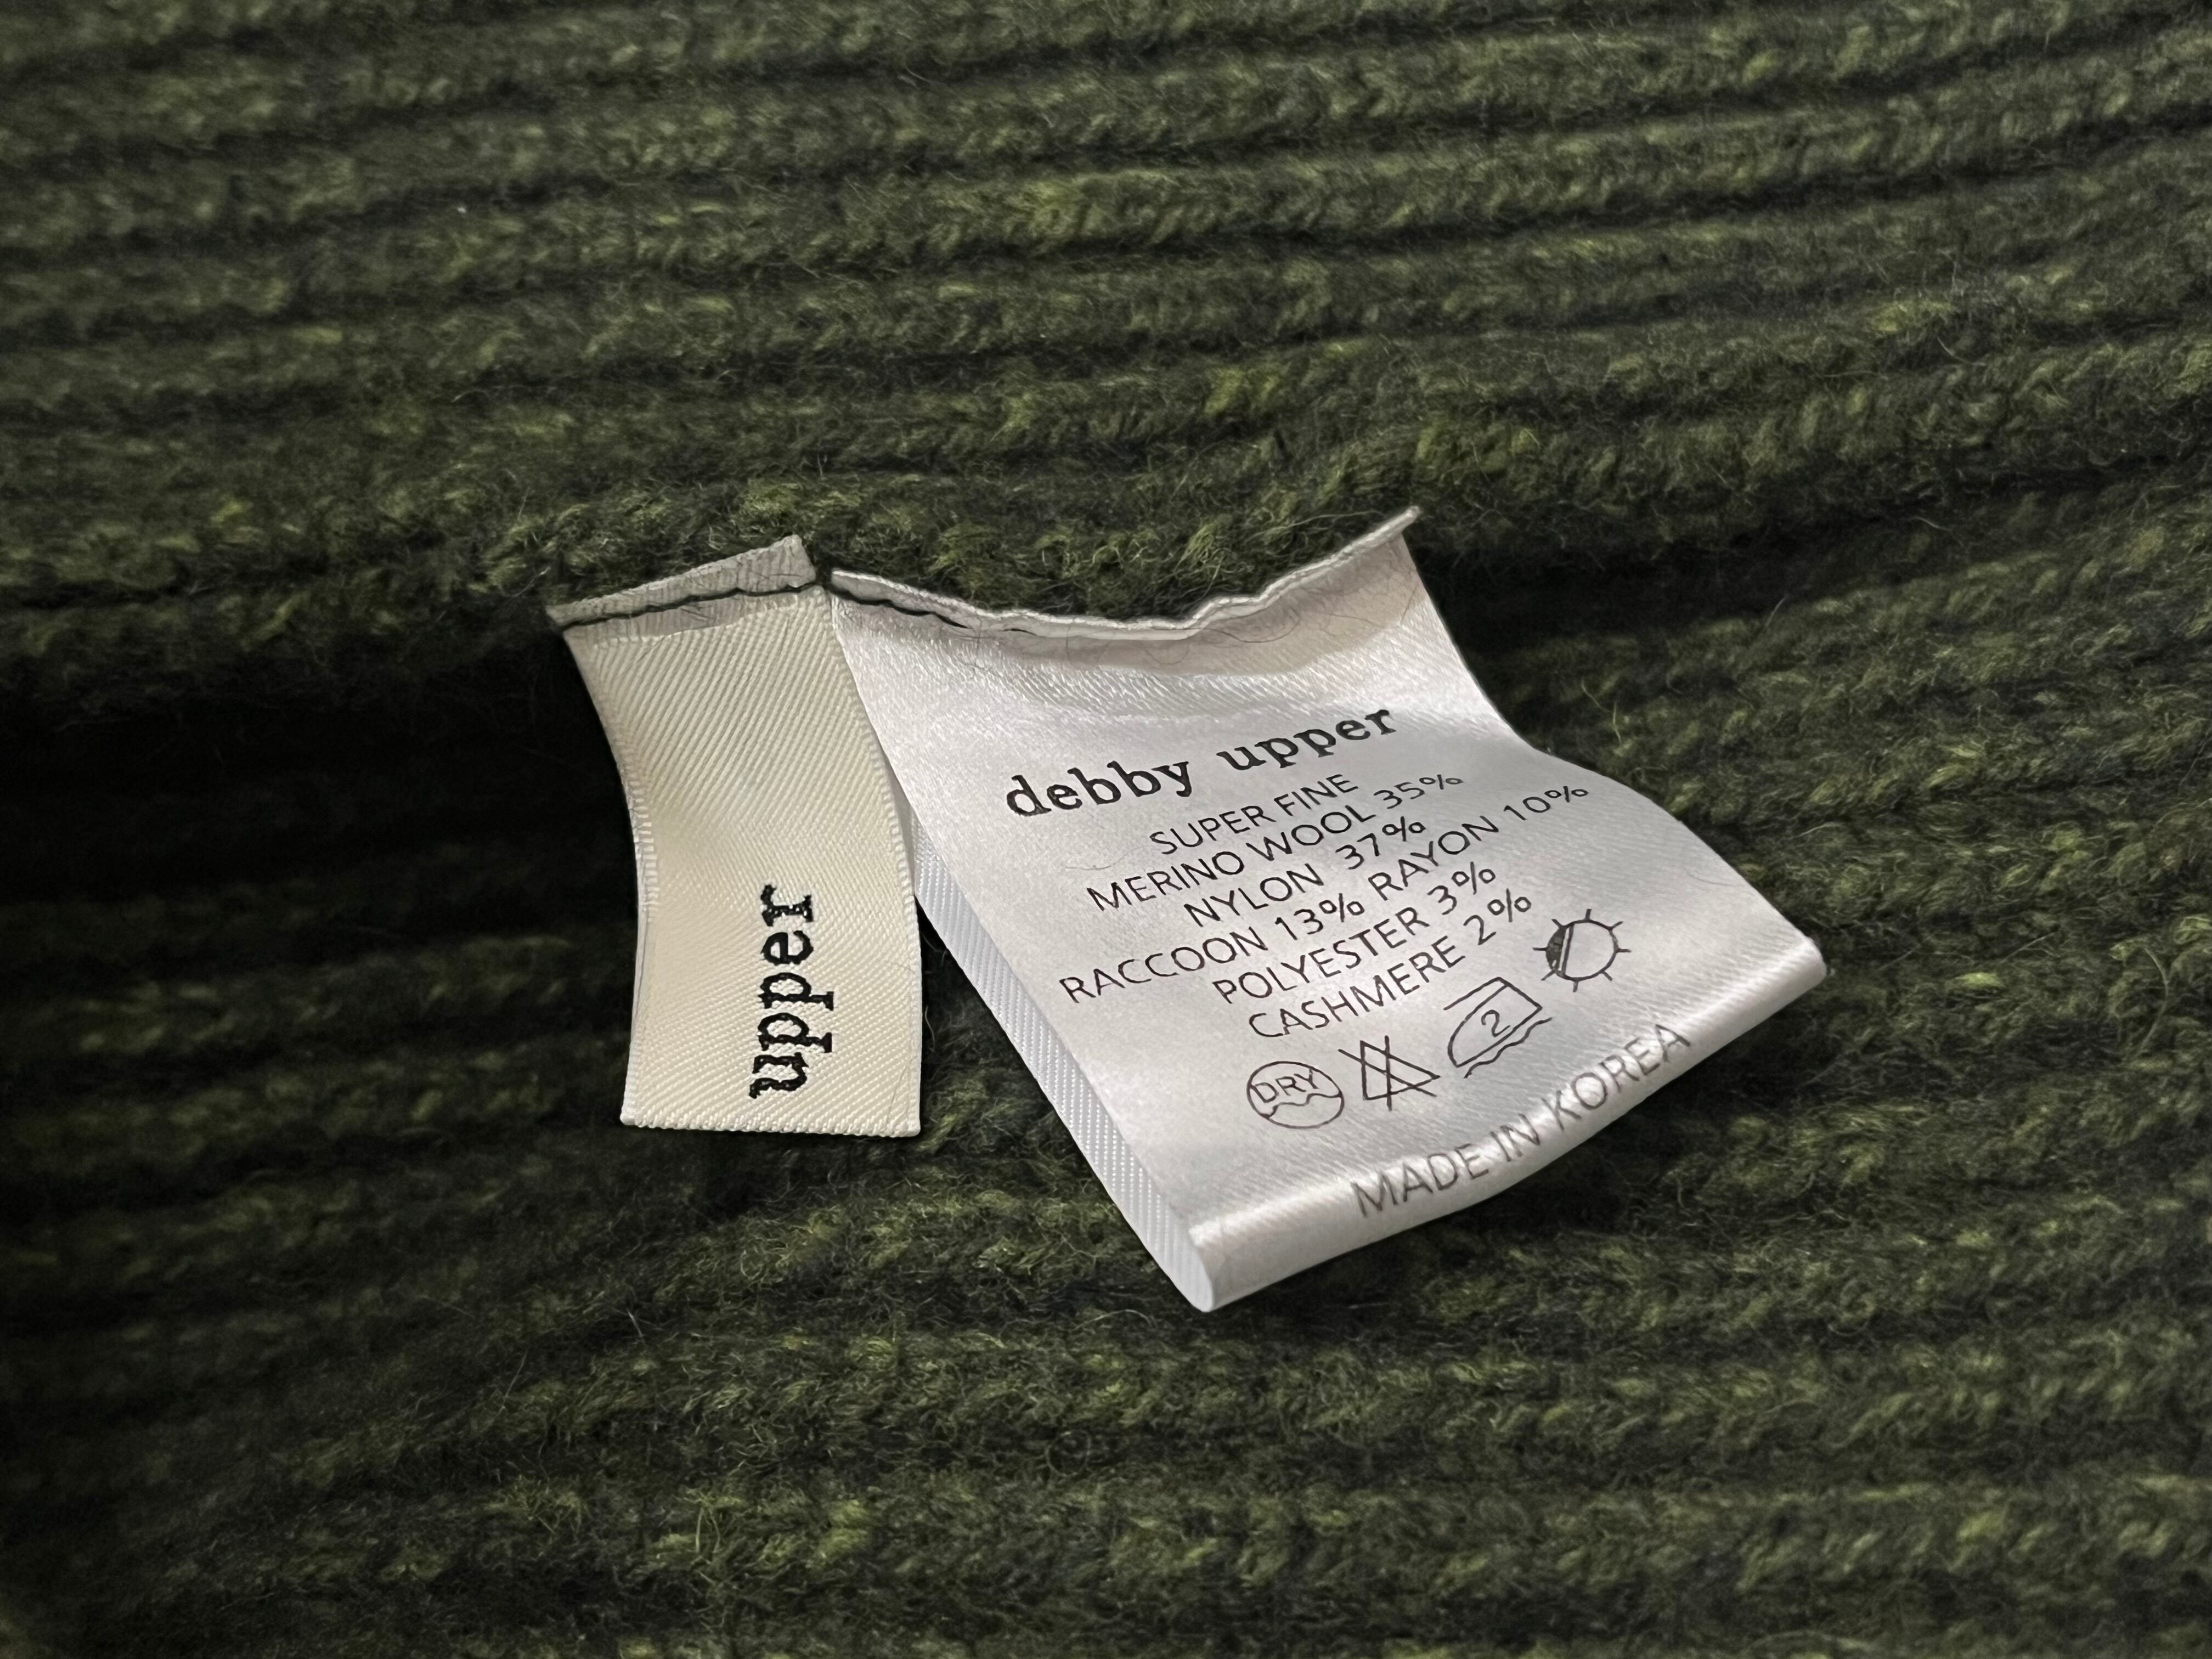 upper
debby upper
SUPER FINE
MERINO WOOL 35%
NYLON 37%
RACCOON 13% RAYON 10%
POLYESTER 3%
CASHMERE 2%
DRY
2
MADE IN KOREA